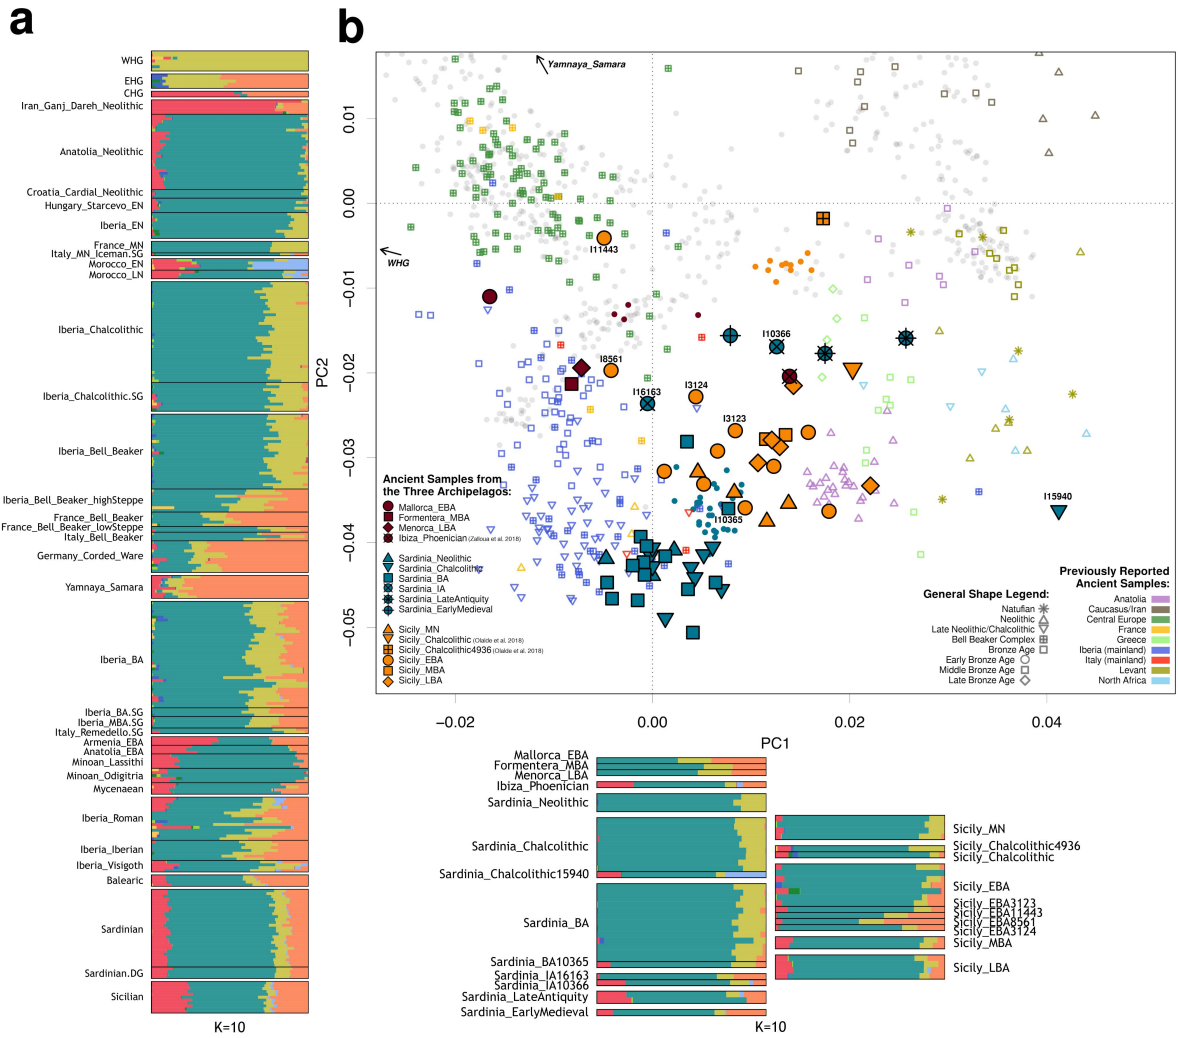 a
WHG
EHG
CHG
Iran_Ganj_Dareh_Neolithic
Anatolia_Neolithic
Croatia_Cardial_Neolithic
Hungary_Starcevo_EN
Iberia_EN
France_MN
Italy_MN_Iceman.SG
Morocco_EN
Morocco_LN
Iberia_Chalcolithic
Iberia_Chalcolithic.SG
Iberia_Bell_Beaker
Iberia_Bell_Beaker_highSteppe
France_Bell_Beaker
France_Bell_Beaker_lowSteppe
Italy_Bell_Beaker
Germany_Corded_Ware
Yamnaya_Samara
Iberia_BA
Iberia_BA.SG
Iberia_MBA.SG
Italy_Remedello.SG
Armenia_EBA
Anatolia_EBA
Minoan_Lassithi
Minoan_Odigitria
Mycenaean
Iberia_Roman
Iberia_Iberian
Iberia_Visigoth
Balearic
Sardinian
Sardinian.DG
Sicilian
K=10
b
Yamnaya_Samara
WHG
PC2
0.01
0.00
−0.01
−0.02
−0.03
−0.04
−0.05
I11443
I8561
I16163
I10366
I3124
I3123
I10365
I15940
Ancient Samples from
the Three Archipelagos:
Mallorca_EBA
Formentera_MBA
Menorca_LBA
Ibiza_Phoenician (Zalloua et al. 2018)
Sardinia_Neolithic
Sardinia_Chalcolithic
Sardinia_BA
Sardinia_IA
Sardinia_LateAntiquity
Sardinia_EarlyMedieval
Sicily_MN
Sicily_Chalcolithic (Olalde et al. 2018)
Sicily_Chalcolithic4936 (Olalde et al. 2018)
Sicily_EBA
Sicily_MBA
Sicily_LBA
General Shape Legend:
Natufian
Neolithic
Late Neolithic/Chalcolithic
Bell Beaker Complex
Bronze Age
Early Bronze Age
Middle Bronze Age
Late Bronze Age
Previously Reported
Ancient Samples:
Anatolia
Caucasus/Iran
Central Europe
France
Greece
Iberia (mainland)
Italy (mainland)
Levant
North Africa
−0.02
0.00
0.02
0.04
PC1
Mallorca_EBA
Formentera_MBA
Menorca_LBA
Ibiza_Phoenician
Sardinia_Neolithic
Sardinia_Chalcolithic
Sardinia_Chalcolithic15940
Sardinia_BA
Sardinia_BA10365
Sardinia_IA16163
Sardinia_IA10366
Sardinia_LateAntiquity
Sardinia_EarlyMedieval
Sicily_MN
Sicily_Chalcolithic4936
Sicily_Chalcolithic
Sicily_EBA
Sicily_EBA3123
Sicily_EBA11443
Sicily_EBA8561
Sicily_EBA3124
Sicily_MBA
Sicily_LBA
K=10